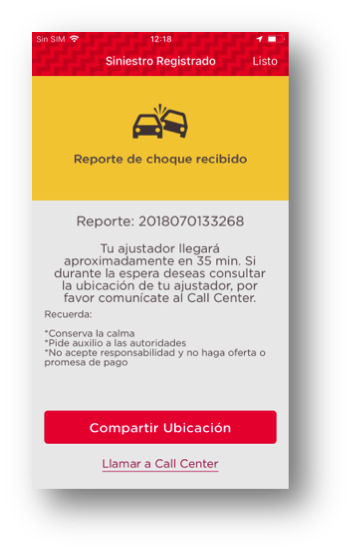 Sin SIM 12:18
Siniestro Registrado Listo
Reporte de choque recibido
Reporte: 2018070133268
Tu ajustador llegará
aproximadamente en 35 min. Si
durante la espera deseas consultar
la ubicación de tu ajustador, por
favor comunícate al Call Center.
Recuerda:
*Conserva la calma
*Pide auxilio a las autoridades
*No acepte responsabilidad y no haga oferta o
promesa de pago
Compartir Ubicación
Llamar a Call Center